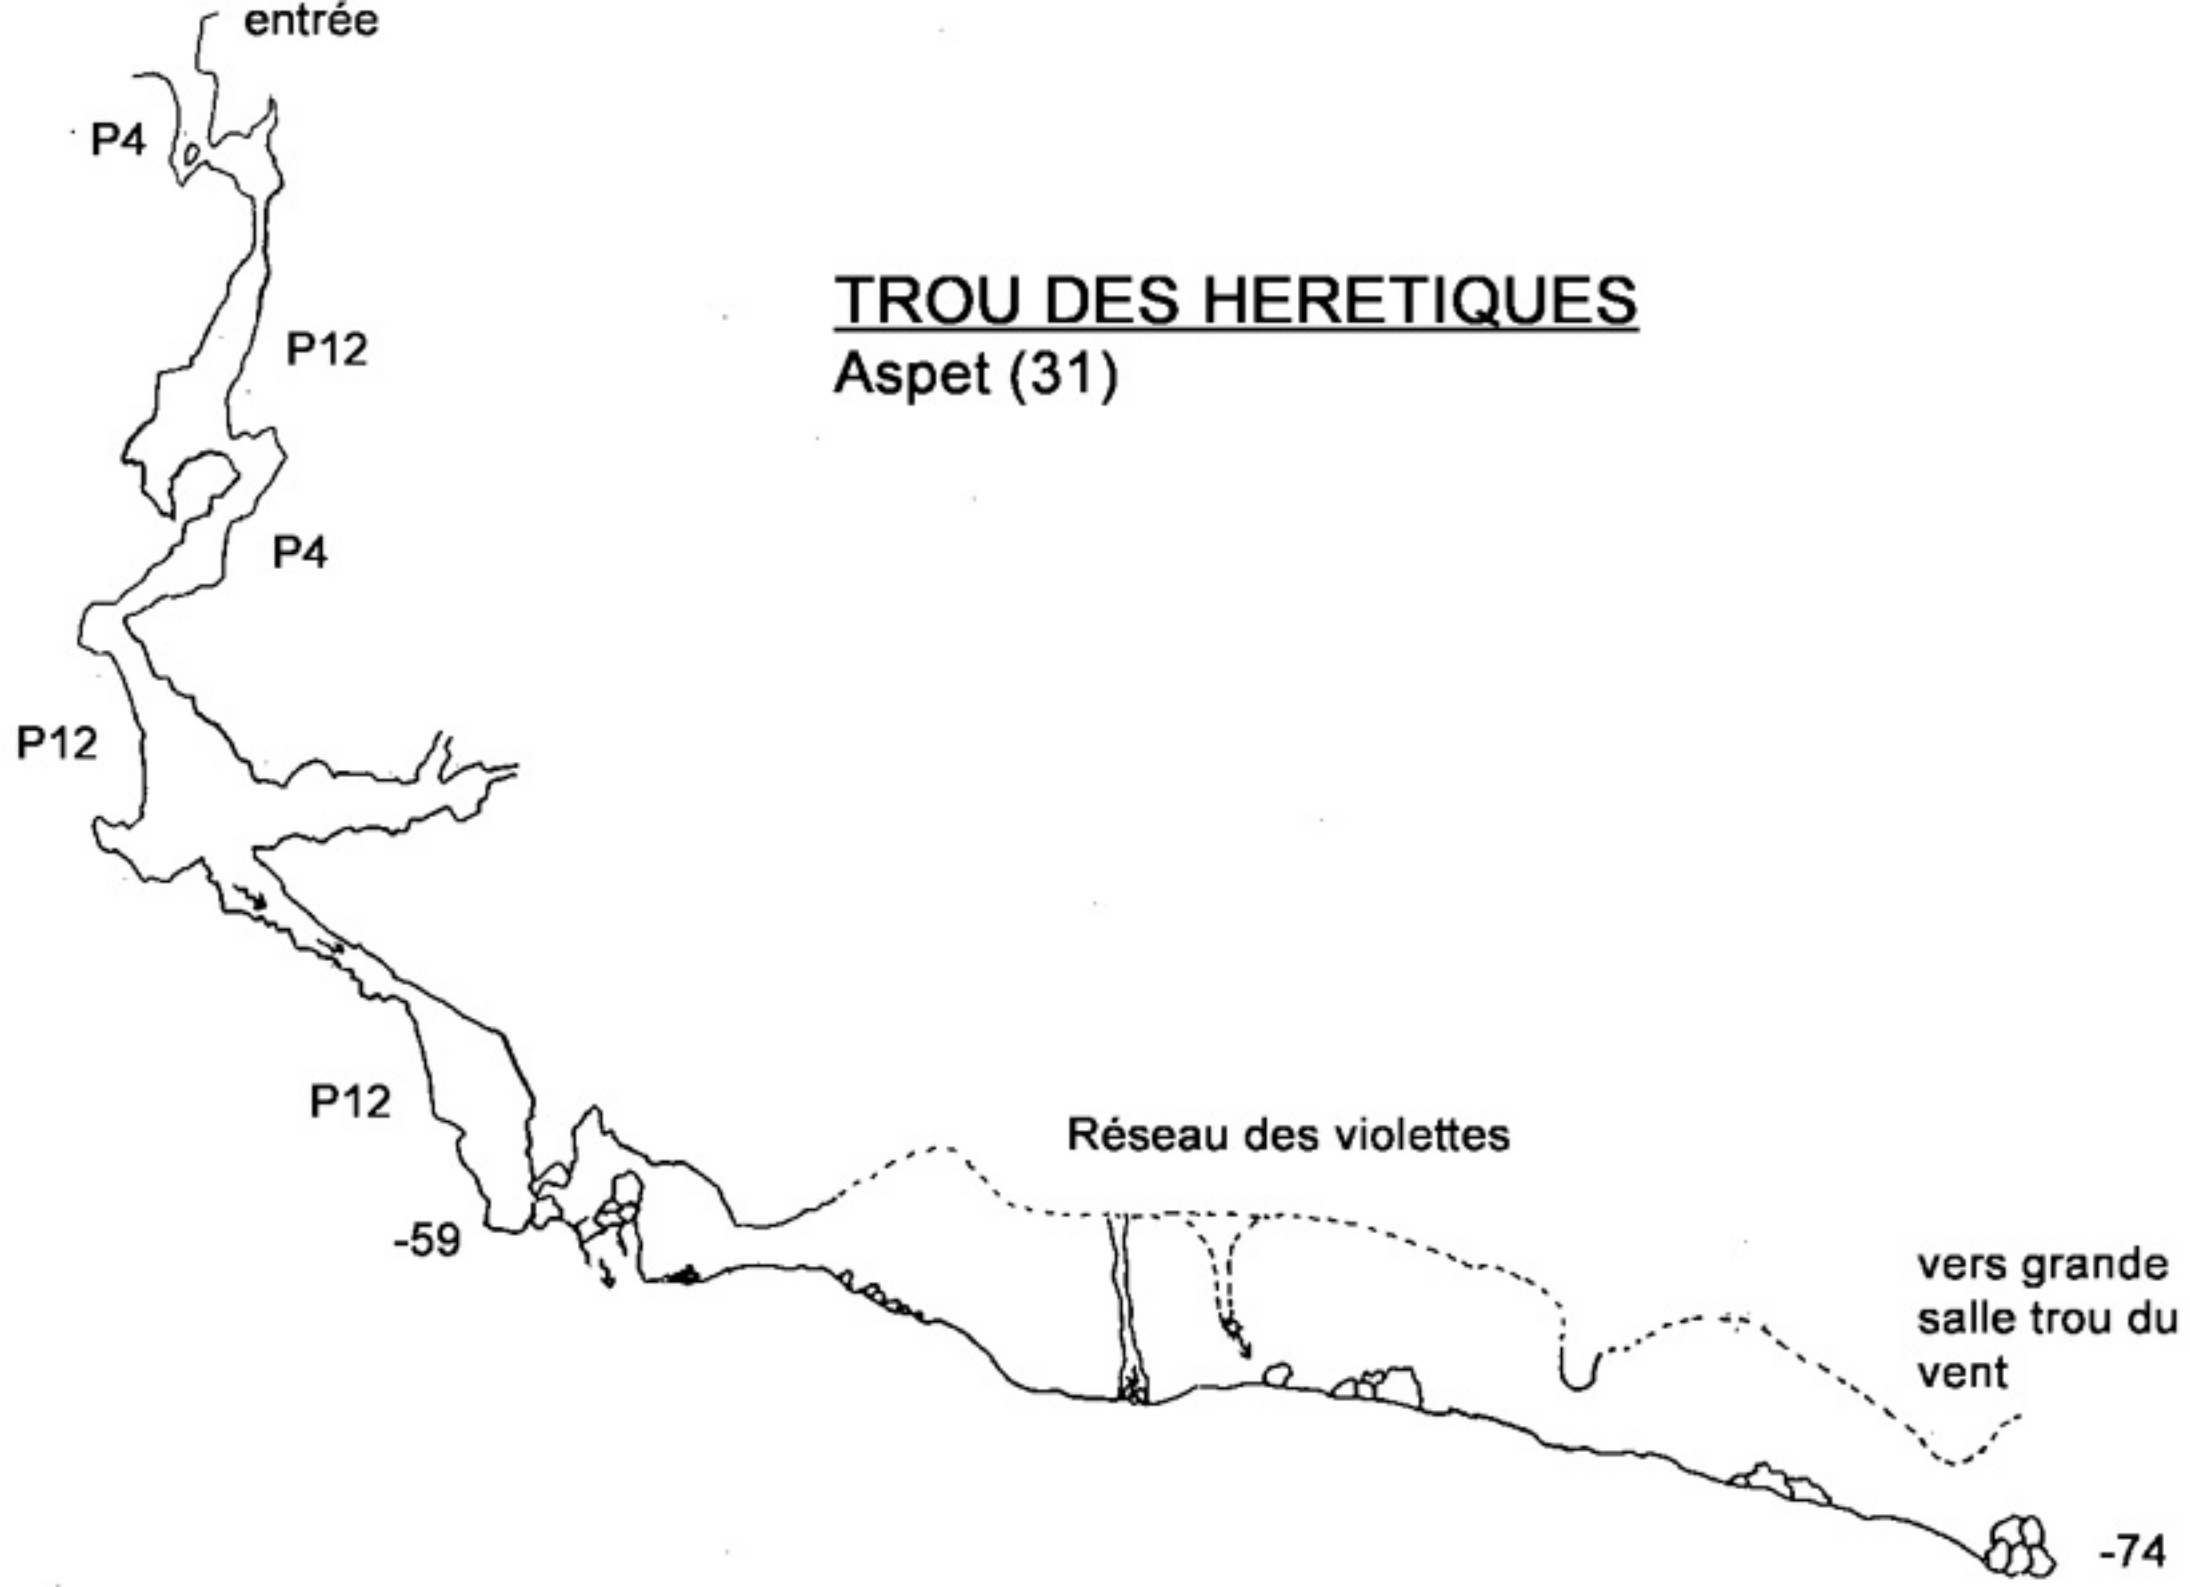 entrée
P4
TROU DES HERETIQUES
Aspet (31)
P12
P4
P12
P12
Réseau des violettes
-59
vers grande
salle trou du
vent
-74